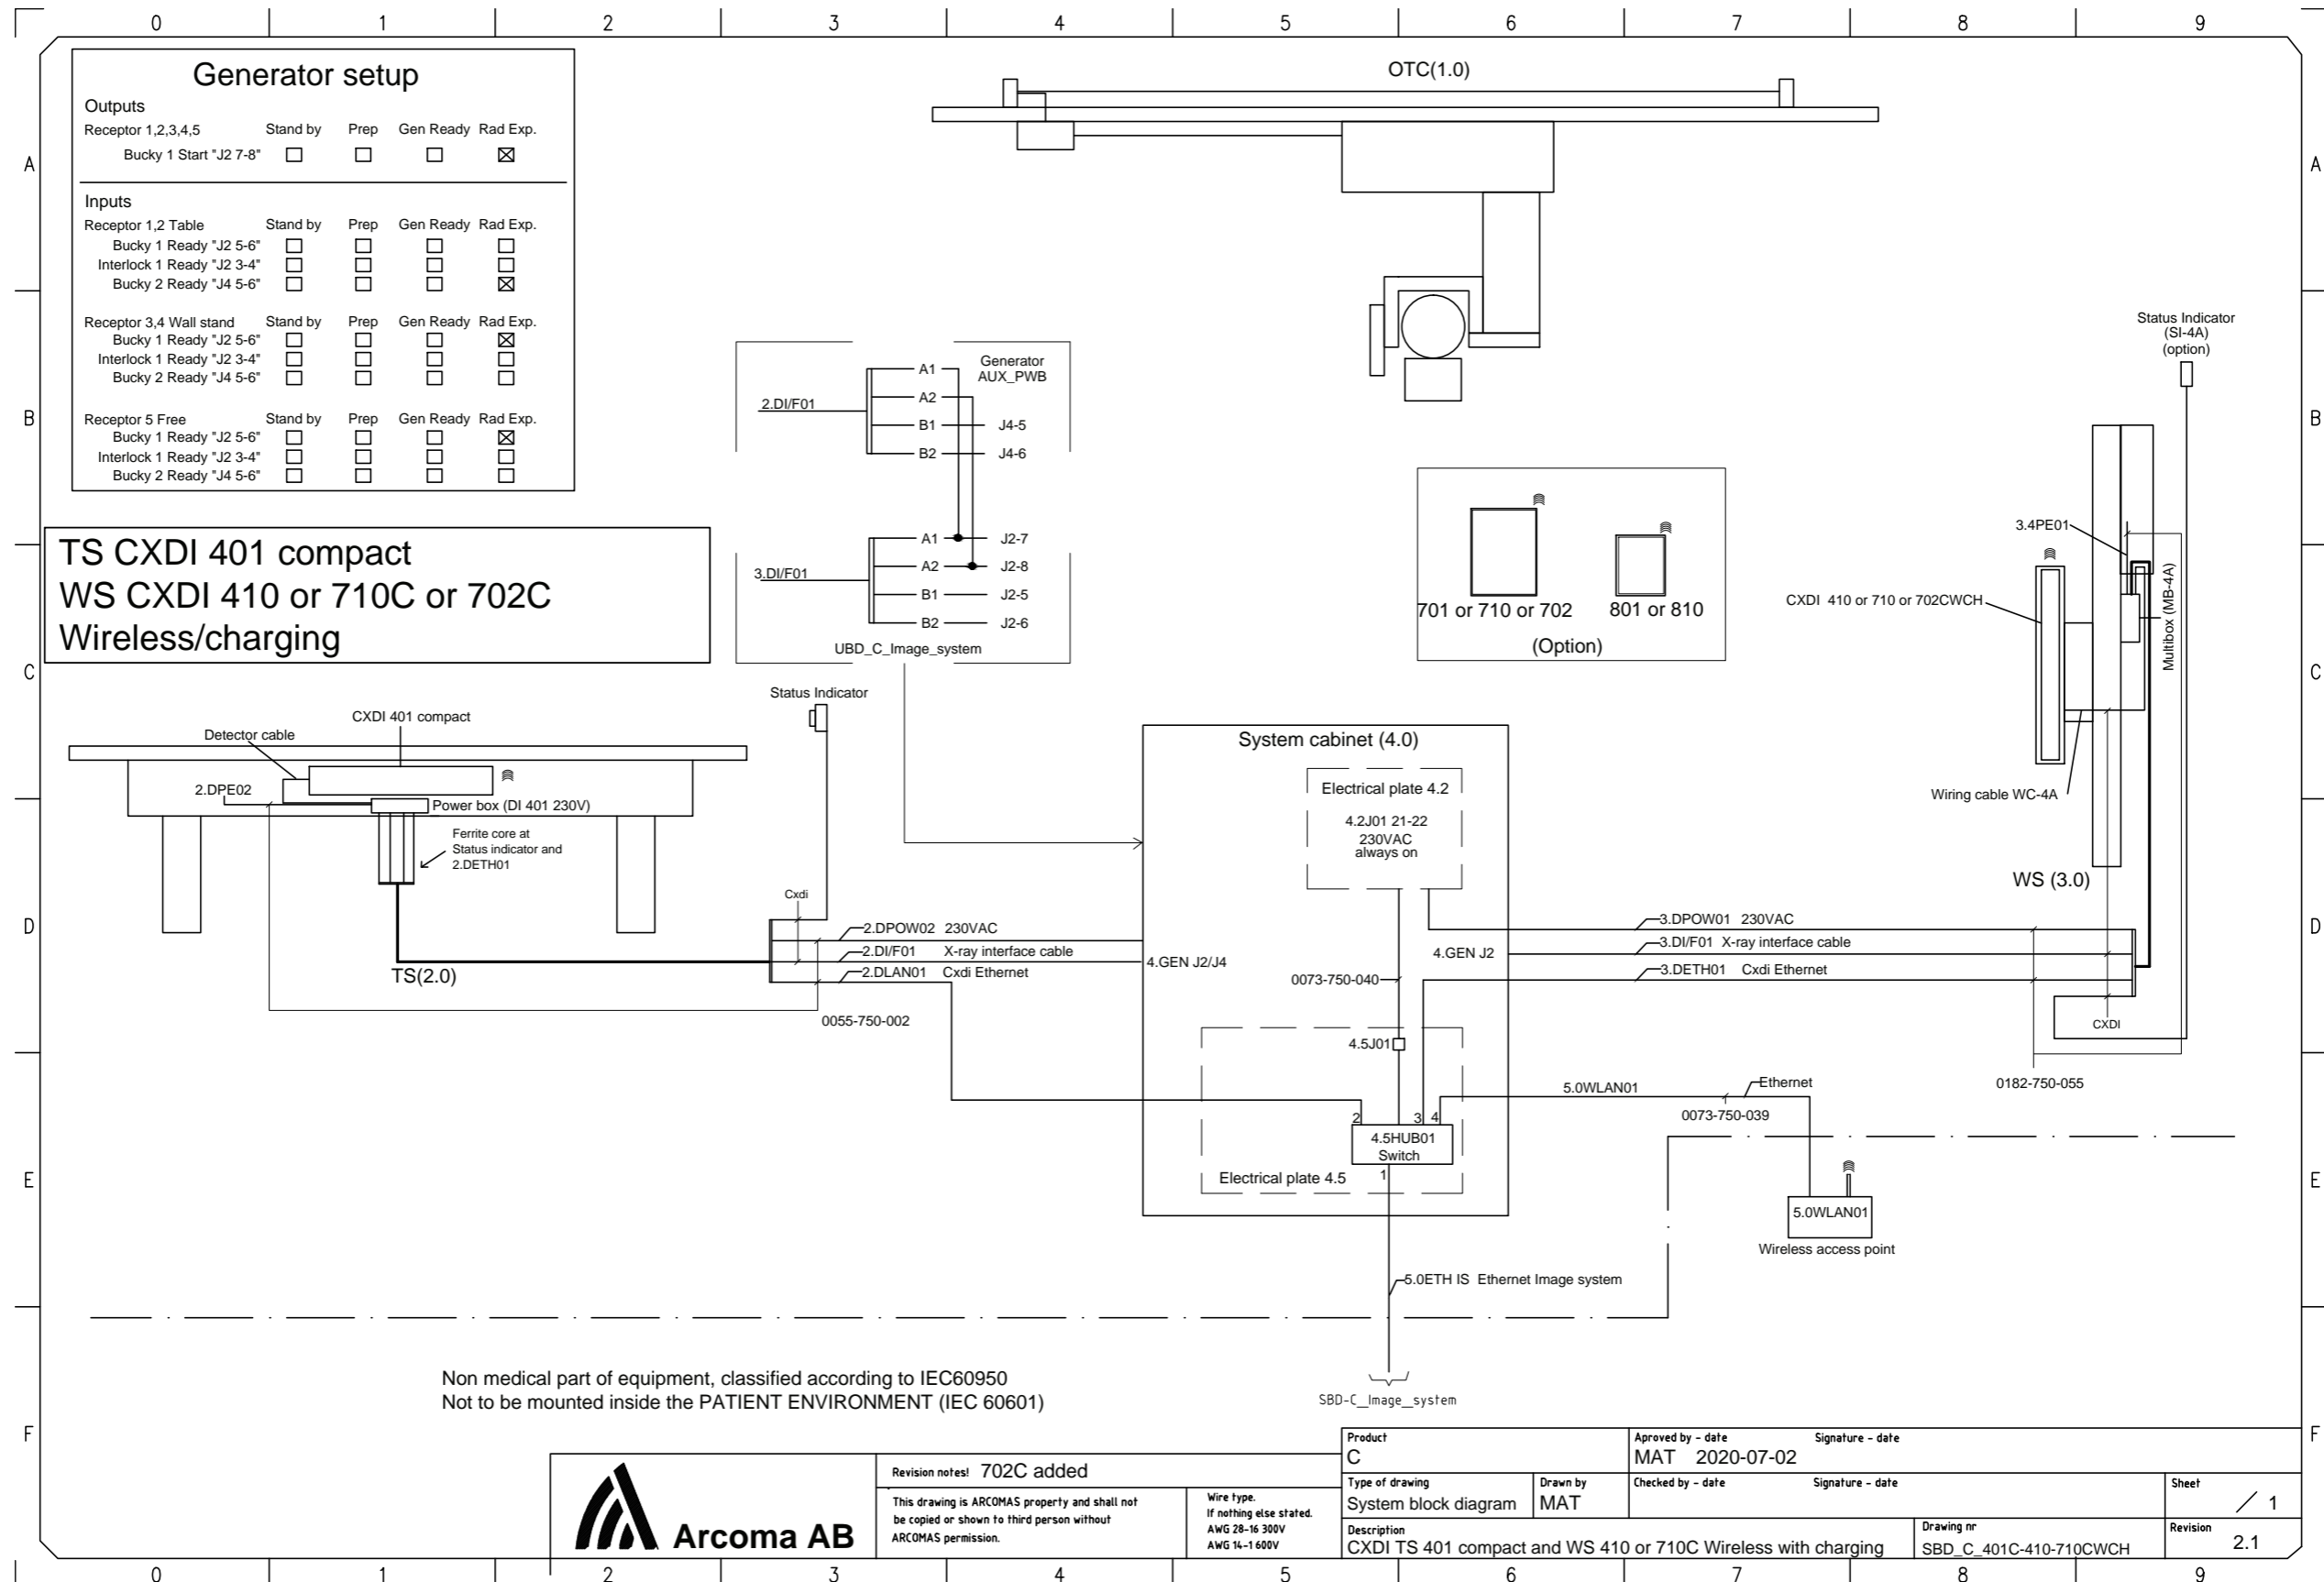 0 1 2 3 4 5 6 7 8 9
A
B
C
D
E
F
A
B
C
D
E
F
Generator setup
Outputs
Receptor 1,2,3,4,5 Stand by Prep Gen Ready Rad Exp.
Bucky 1 Start "J2 7-8"
Inputs
Receptor 1,2 Table Stand by Prep Gen Ready Rad Exp.
Bucky 1 Ready "J2 5-6"
Interlock 1 Ready "J2 3-4"
Bucky 2 Ready "J4 5-6"
Receptor 3,4 Wall stand Stand by Prep Gen Ready Rad Exp.
Bucky 1 Ready "J2 5-6"
Interlock 1 Ready "J2 3-4"
Bucky 2 Ready "J4 5-6"
Receptor 5 Free Stand by Prep Gen Ready Rad Exp.
Bucky 1 Ready "J2 5-6"
Interlock 1 Ready "J2 3-4"
Bucky 2 Ready "J4 5-6"
TS CXDI 401 compact
WS CXDI 410 or 710C or 702C
Wireless/charging
OTC(1.0)
Generator
AUX_PWB
2.DI/F01
A1
A2
B1 J4-5
B2 J4-6
3.DI/F01
A1 J2-7
A2 J2-8
B1 J2-5
B2 J2-6
UBD_C_Image_system
701 or 710 or 702
801 or 810
(Option)
Status Indicator
(SI-4A)
(option)
3.4PE01
CXDI 410 or 710 or 702CWCH
Multibox (MB-4A)
Wiring cable WC-4A
WS (3.0)
Status Indicator
CXDI 401 compact
Detector cable
2.DPE02
Power box (DI 401 230V)
Ferrite core at
Status indicator and
2.DETH01
TS(2.0)
Cxdi
2.DPOW02 230VAC
2.DI/F01 X-ray interface cable
2.DLAN01 Cxdi Ethernet
0055-750-002
System cabinet (4.0)
Electrical plate 4.2
4.2J01 21-22
230VAC
always on
4.GEN J2/J4
4.GEN J2
0073-750-040
4.5J01
2 3 4
4.5HUB01
Switch
1
Electrical plate 4.5
3.DPOW01 230VAC
3.DI/F01 X-ray interface cable
3.DETH01 Cxdi Ethernet
CXDI
0182-750-055
5.0WLAN01
Ethernet
0073-750-039
5.0WLAN01
Wireless access point
5.0ETH IS Ethernet Image system
SBD-C_Image_system
Non medical part of equipment, classified according to IEC60950
Not to be mounted inside the PATIENT ENVIRONMENT (IEC 60601)
Arcoma AB
Revision notes! 702C added
This drawing is ARCOMAS property and shall not
be copied or shown to third person without
ARCOMAS permission.
Wire type.
If nothing else stated.
AWG 28-16 300V
AWG 14-1 600V
Product
C
Aproved by - date Signature - date
MAT 2020-07-02
Type of drawing
System block diagram
Drawn by
MAT
Checked by - date Signature - date
Sheet
/ 1
Description
CXDI TS 401 compact and WS 410 or 710C Wireless with charging
Drawing nr
SBD_C_401C-410-710CWCH
Revision
2.1
0 1 2 3 4 5 6 7 8 9